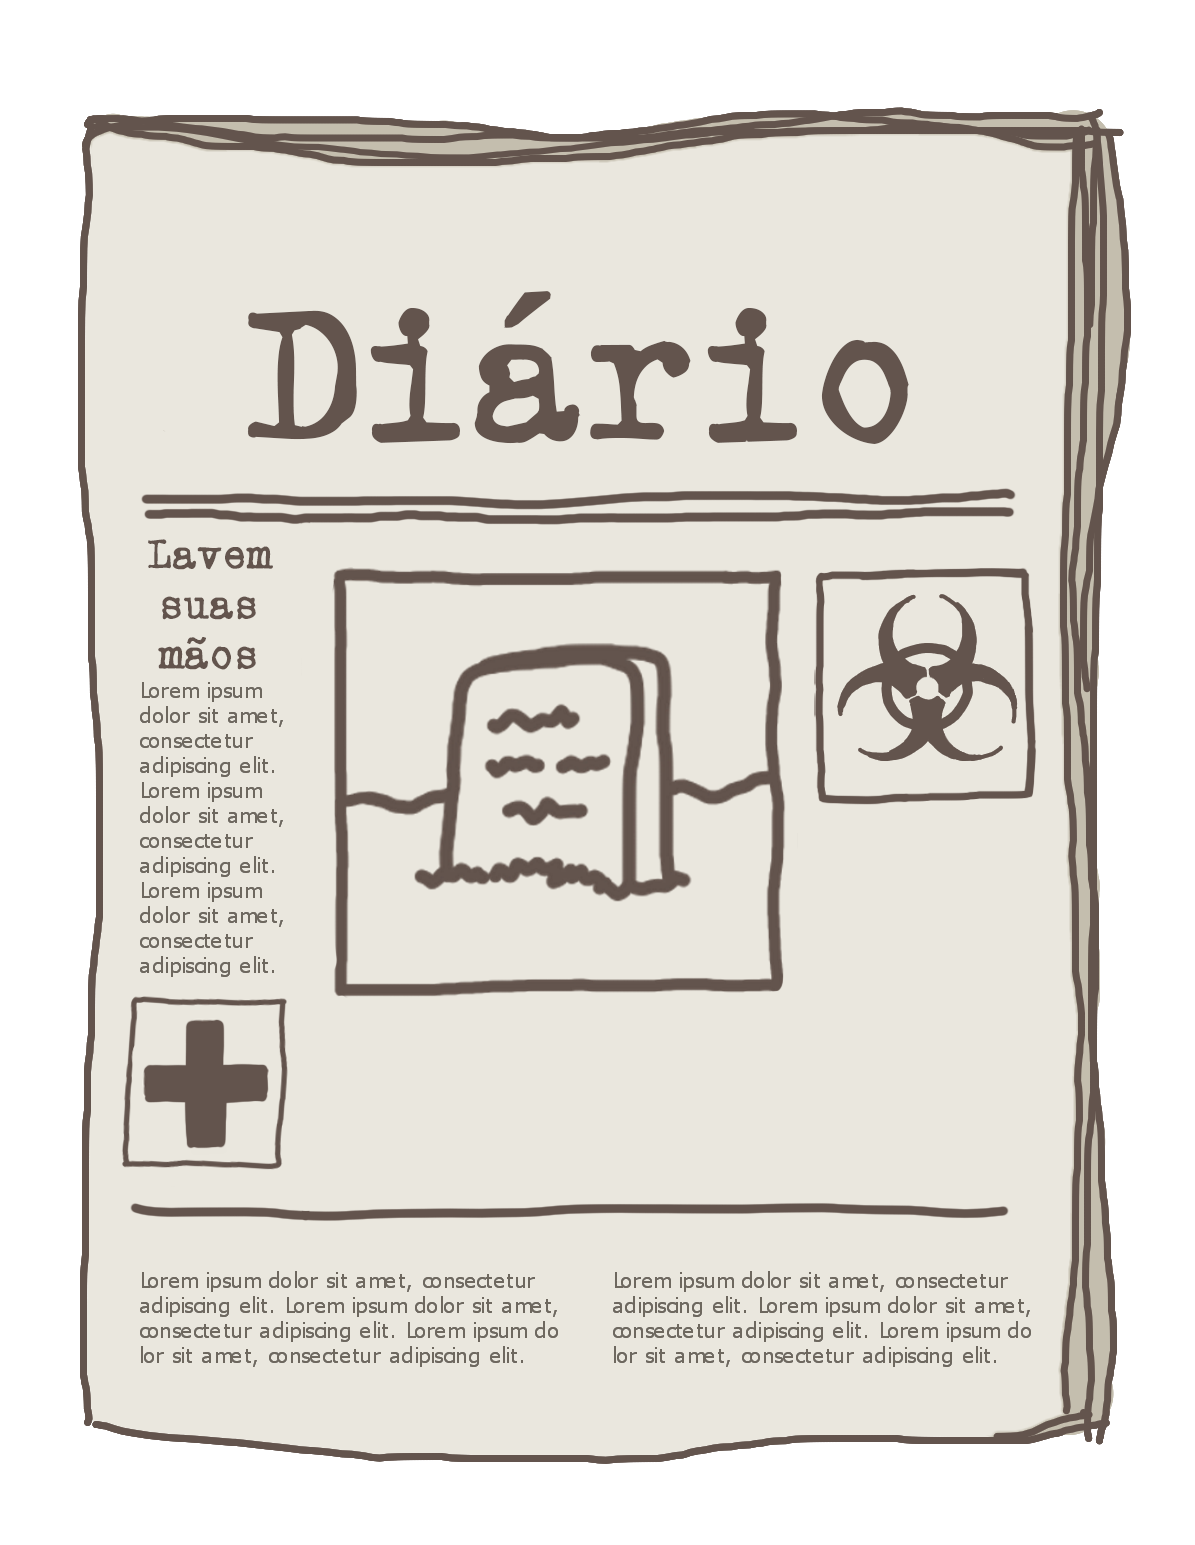 Diário
Lavem
suas
mãos
Lorem ipsum
dolor sit amet,
consectetur
adipiscing elit.
Lorem ipsum
dolor sit amet,
consectetur
adipiscing elit.
Lorem ipsum
dolor sit amet,
consectetur
adipiscing elit.
Lorem ipsum dolor sit amet, consectetur
adipiscing elit. Lorem ipsum dolor sit amet,
consectetur adipiscing elit. Lorem ipsum do
lor sit amet, consectetur adipiscing elit.
Lorem ipsum dolor sit amet, consectetur
adipiscing elit. Lorem ipsum dolor sit amet,
consectetur adipiscing elit. Lorem ipsum do
lor sit amet, consectetur adipiscing elit.